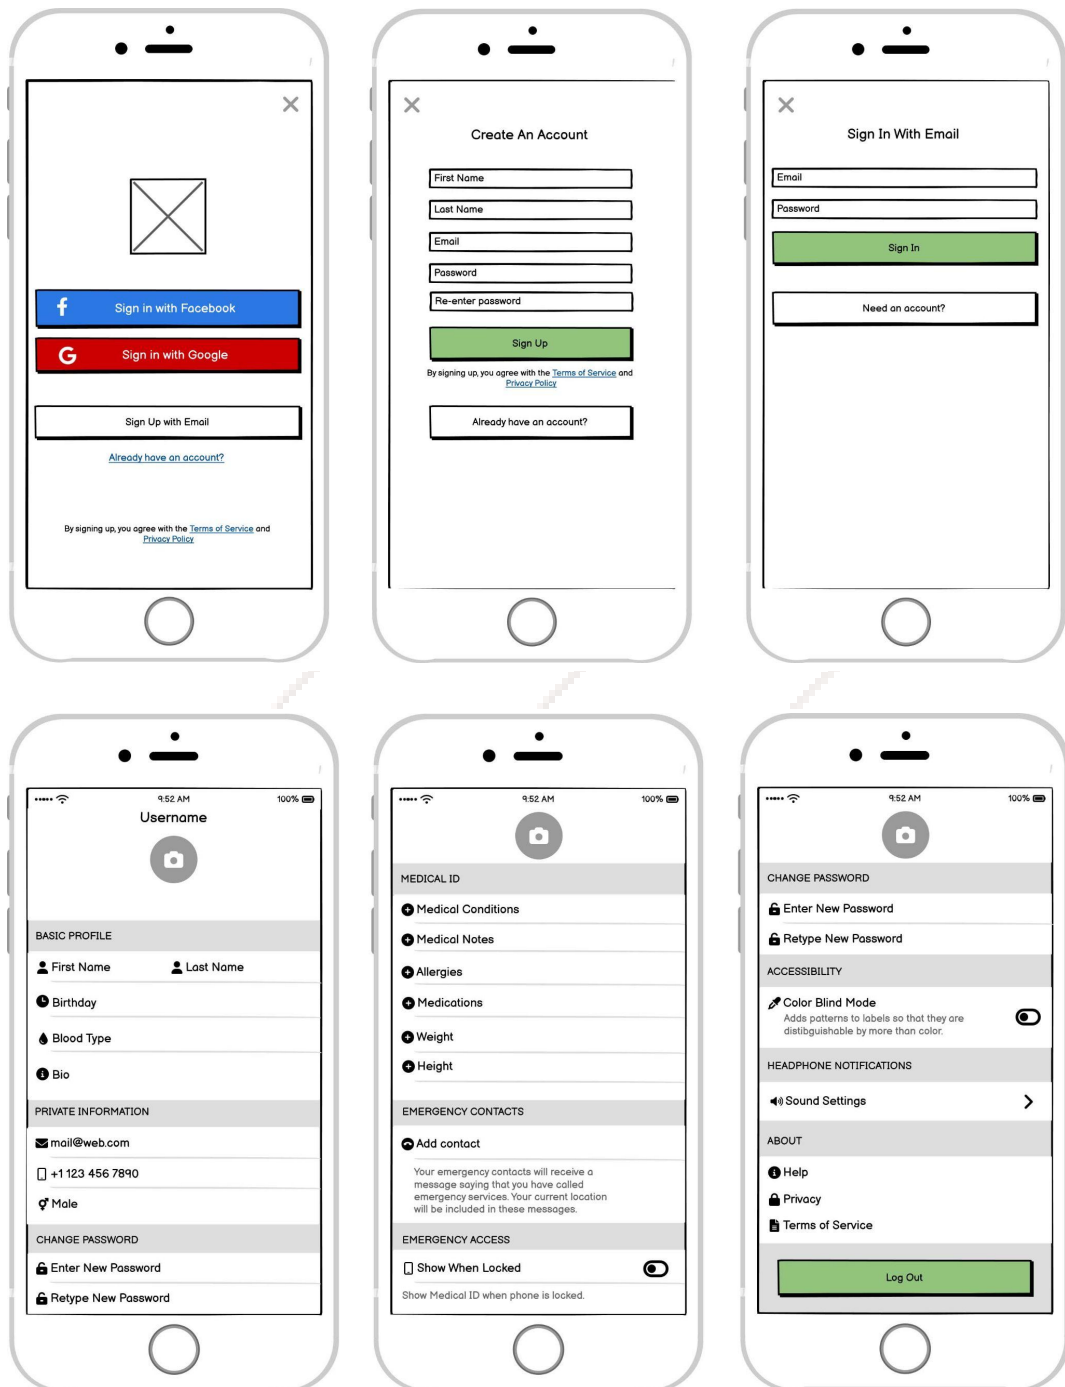 Sign in with Facebook
G Sign in with Google
Sign Up with Email
Already have an account?
By signing up, you agree with the Terms of Service and
Privacy Policy
Create An Account
First Name
Last Name
Email
Password
Re-enter password
Sign Up
By signing up, you agree with the Terms of Service and
Privacy Policy
Already have an account?
Sign In With Email
Email
Password
Sign In
Need an account?
9:52 AM 100%
Username
BASIC PROFILE
First Name Last Name
Birthday
Blood Type
Bio
PRIVATE INFORMATION
mail@web.com
+1 123 456 7890
Male
CHANGE PASSWORD
Enter New Password
Retype New Password
9:52 AM 100%
MEDICAL ID
Medical Conditions
Medical Notes
Allergies
Medications
Weight
Height
EMERGENCY CONTACTS
Add contact
Your emergency contacts will receive a
message saying that you have called
emergency services. Your current location
will be included in these messages.
EMERGENCY ACCESS
Show When Locked
Show Medical ID when phone is locked.
9:52 AM 100%
CHANGE PASSWORD
Enter New Password
Retype New Password
ACCESSIBILITY
Color Blind Mode
Adds patterns to labels so that they are
distibguishable by more than color.
HEADPHONE NOTIFICATIONS
Sound Settings
ABOUT
Help
Privacy
Terms of Service
Log Out